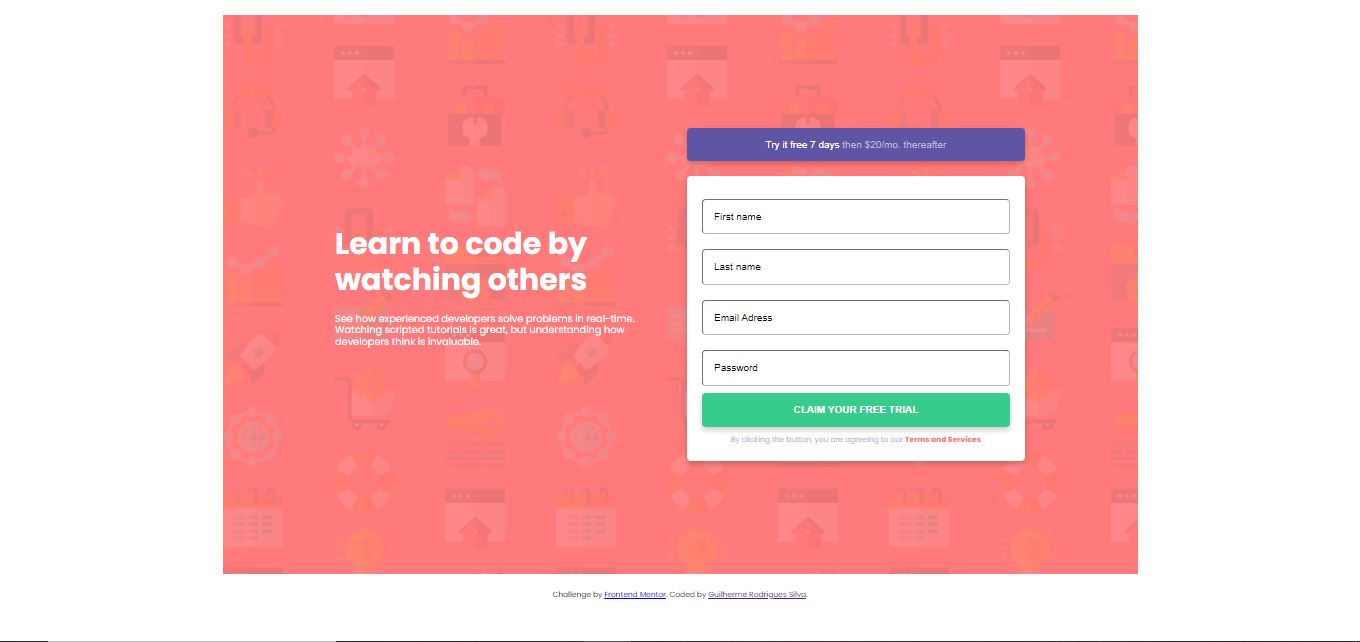 Try it free 7 days then $20/mo. thereafter
Learn to code by
watching others
See how experienced developers solve problems in real-time.
Watching scripted tutorials is great, but understanding how
developers think is invaluable.
First name
Last name
Email Adress
Password
CLAIM YOUR FREE TRIAL
By clicking the button, you are agreeing to our Terms and Services
Challenge by Frontend Mentor. Coded by Guilherme Rodrigues Silva.